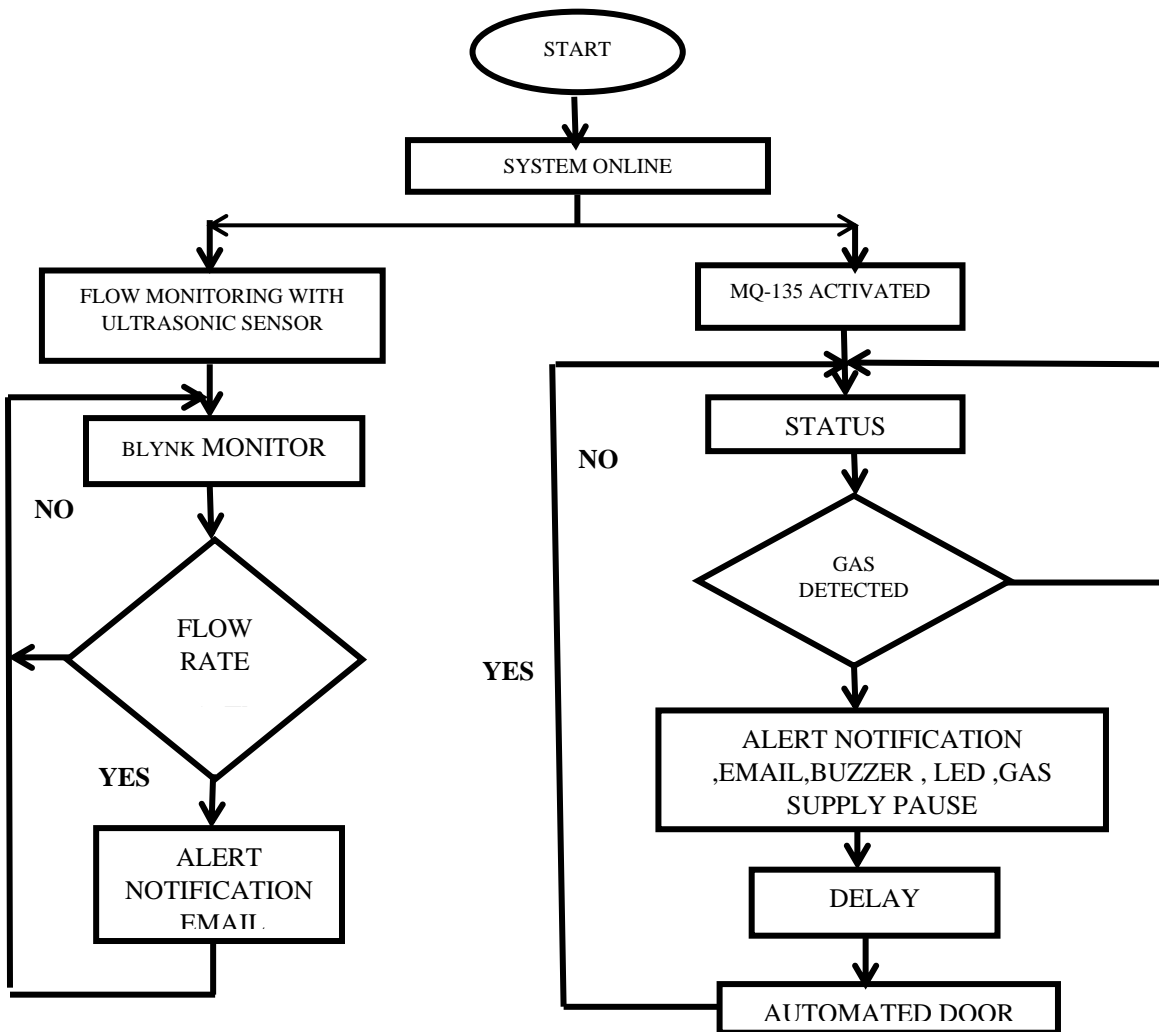 START
SYSTEM ONLINE
FLOW MONITORING WITH
ULTRASONIC SENSOR
MQ-135 ACTIVATED
BLYNK MONITOR
STATUS
NO
NO
GAS
DETECTED
FLOW
RATE
YES
YES
ALERT NOTIFICATION
,EMAIL,BUZZER , LED ,GAS
SUPPLY PAUSE
ALERT
NOTIFICATION
EMAIL
DELAY
AUTOMATED DOOR